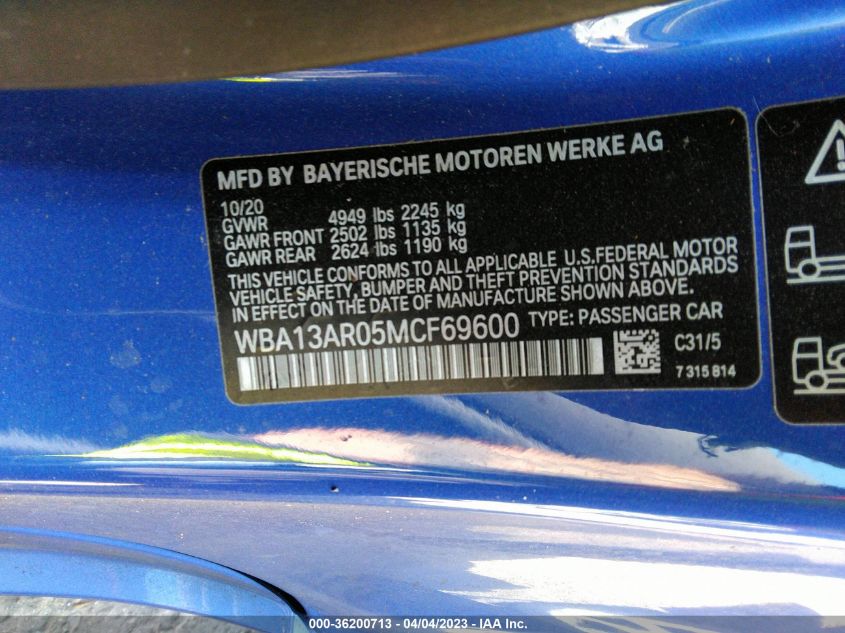 MFD BY BAYERISCHE MOTOREN WERKE AG
10/20
GVWR 4949 lbs 2245 kg
GAWR FRONT 2502 lbs 1135 kg
GAWR REAR 2624 lbs 1190 kg
THIS VEHICLE CONFORMS TO ALL APPLICABLE U.S.FEDERAL MOTOR
VEHICLE SAFETY, BUMPER AND THEFT PREVENTION STANDARDS
IN EFFECT ON THE DATE OF MANUFACTURE SHOWN ABOVE.
WBA13AR05MCF69600 TYPE: PASSENGER CAR
C31/5
7 315 814
000-36200713 - 04/04/2023 - IAA Inc.